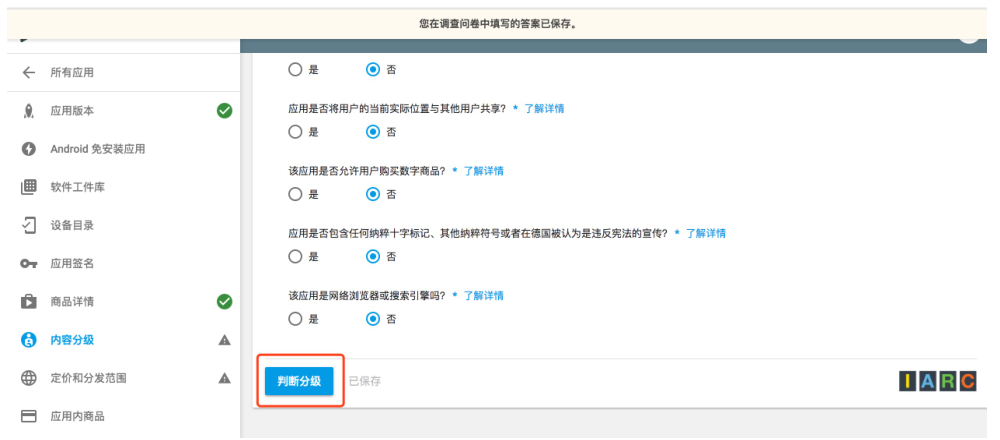 您在调查问卷中填写的答案已保存。
所有应用
应用版本
Android 免安装应用
软件工件库
设备目录
应用签名
商品详情
内容分级
定价和分发范围
应用内商品
是 否
应用是否将用户的当前实际位置与其他用户共享? * 了解详情
是 否
该应用是否允许用户购买数字商品? * 了解详情
是 否
应用是否包含任何纳粹十字标记、其他纳粹符号或者在德国被认为是违反宪法的宣传? * 了解详情
是 否
该应用是网络浏览器或搜索引擎吗? * 了解详情
是 否
判断分级 已保存
IARC